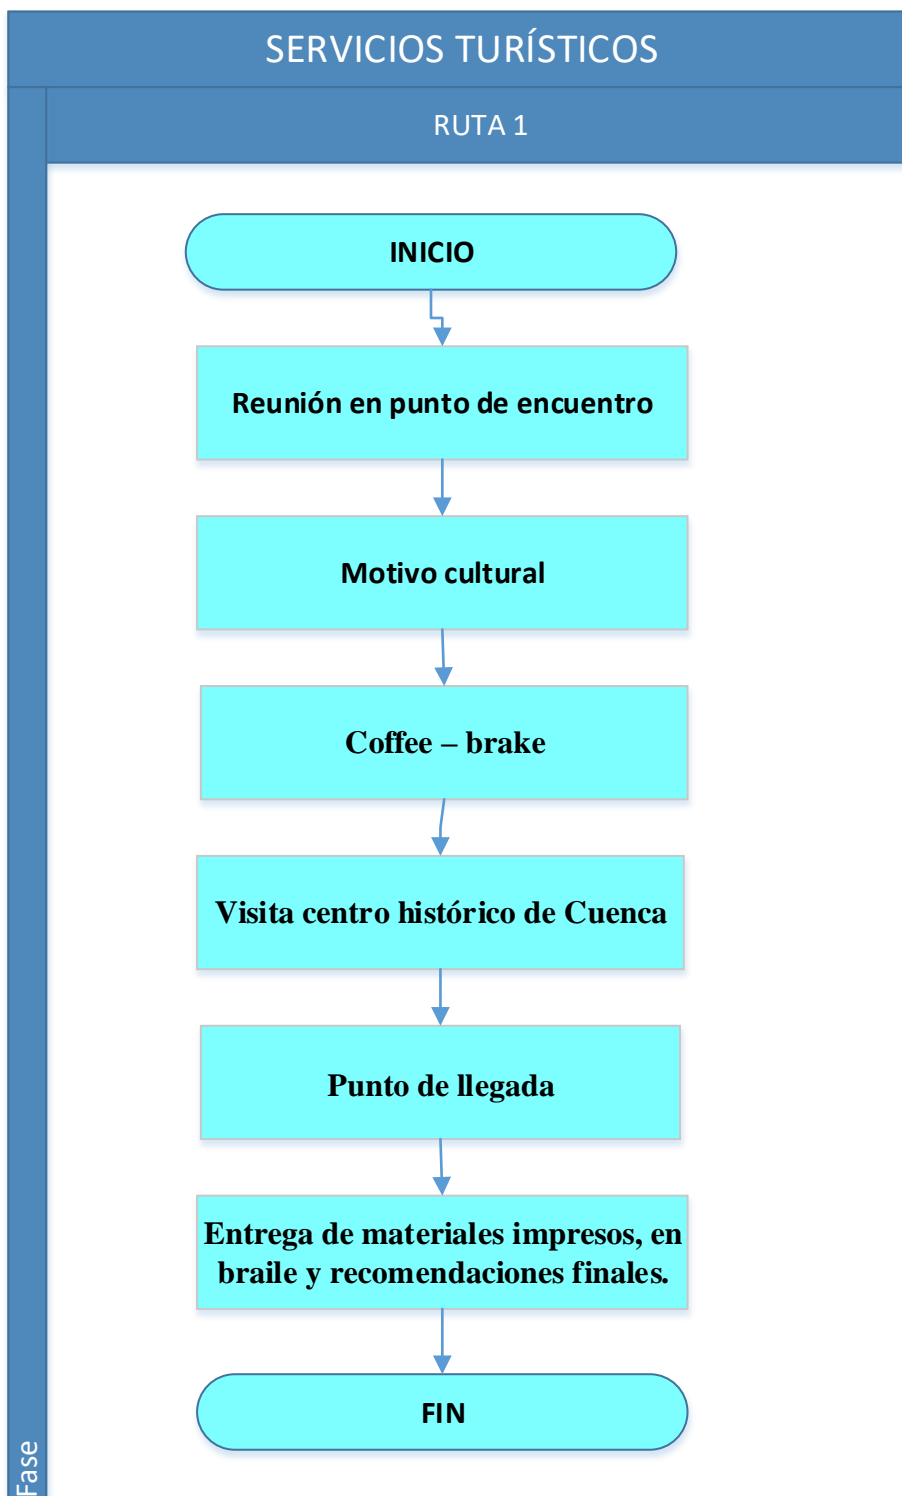 SERVICIOS TURÍSTICOS
RUTA 1
INICIO
Reunión en punto de encuentro
Motivo cultural
Coffee – brake
Visita centro histórico de Cuenca
Punto de llegada
Entrega de materiales impresos, en
braile y recomendaciones finales.
FIN
Fase